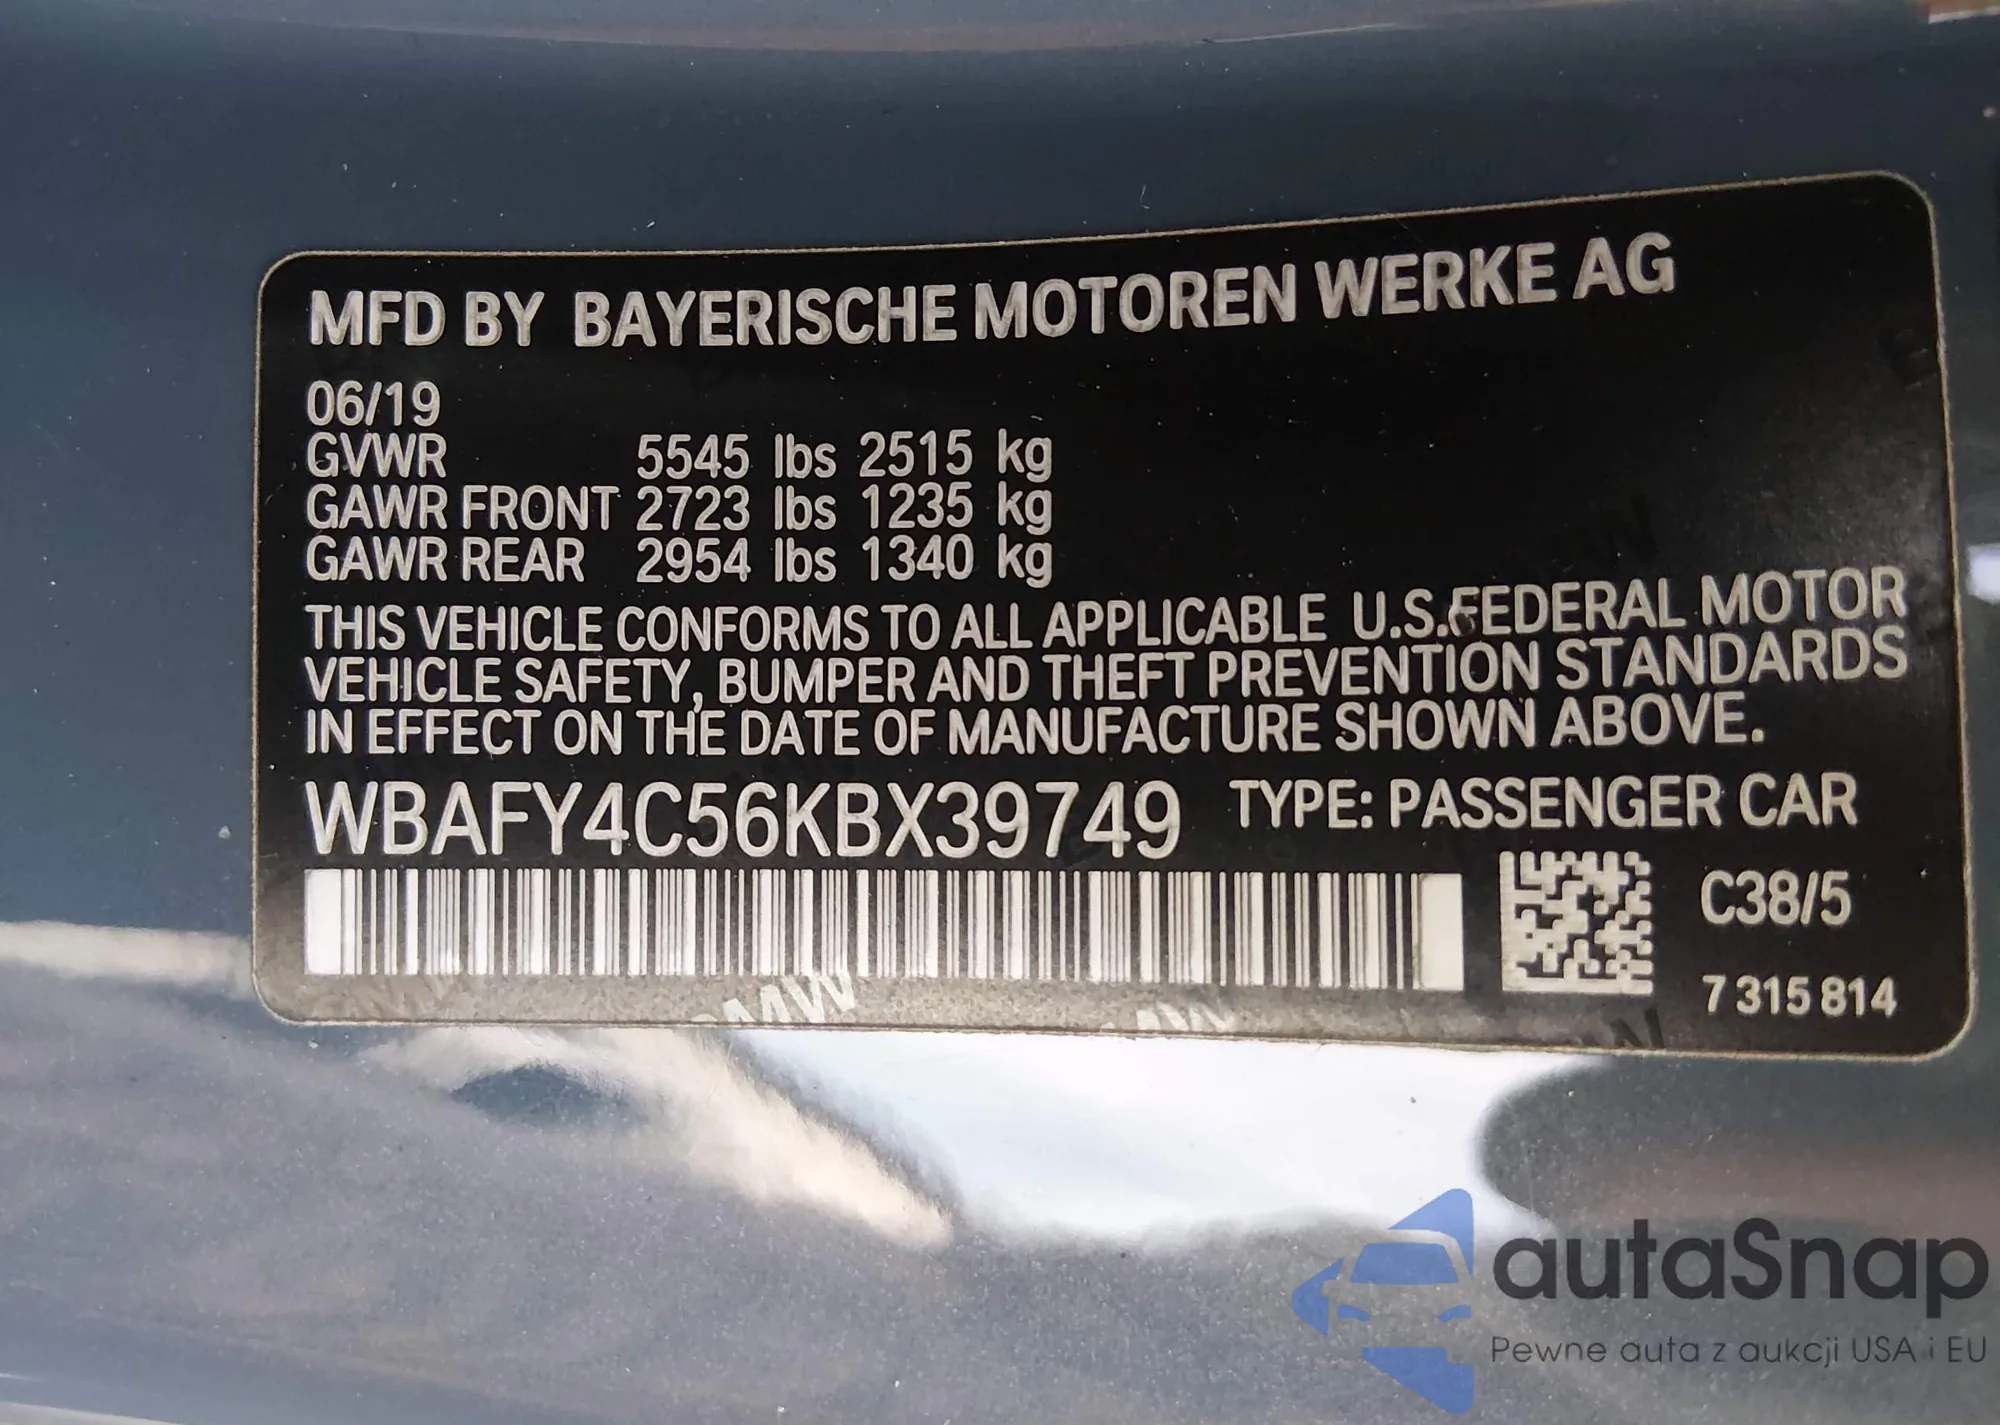 MFD BY BAYERISCHE MOTOREN WERKE AG
06/19
GVWR 5545 lbs 2515 kg
GAWR FRONT 2723 lbs 1235 kg
GAWR REAR 2954 lbs 1340 kg
THIS VEHICLE CONFORMS TO ALL APPLICABLE U.S.FEDERAL MOTOR
VEHICLE SAFETY, BUMPER AND THEFT PREVENTION STANDARDS
IN EFFECT ON THE DATE OF MANUFACTURE SHOWN ABOVE.
WBAFY4C56KBX39749 TYPE: PASSENGER CAR
C38/5
7 315 814
BMW
autaSnap
Pewne auta z aukcji USA i EU